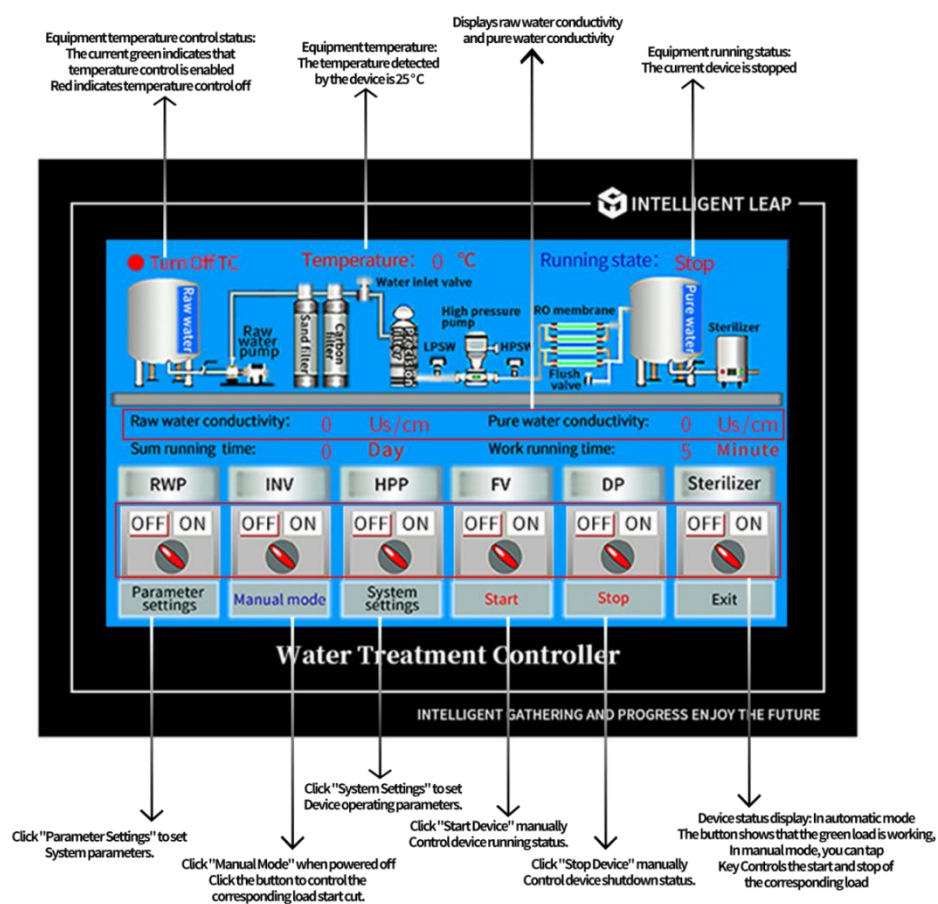 Displays raw water conductivity
and pure water conductivity
Equipment temperature control status:
The current green indicates that
temperature control is enabled
Red indicates temperature control off
Equipment temperature:
The temperature detected
by the device is 25°C
Equipment running status:
The current device is stopped
INTELLIGENT LEAP
Turn Off TC
Temperature: 0 °C
Running state: Stop
Raw water
Raw
water
pump
Sand filter
Carbon
filter
Water inlet valve
Precision
filter
LPSW
High pressure
pump
HPSW
RO membrane
Flush
valve
Pure water
Sterilizer
Raw water conductivity: 0 Us/cm
Pure water conductivity: 0 Us/cm
Sum running time: 0 Day
Work running time: 5 Minute
RWP
INV
HPP
FV
DP
Sterilizer
OFF ON
OFF ON
OFF ON
OFF ON
OFF ON
OFF ON
Parameter
settings
Manual mode
System
settings
Start
Stop
Exit
Water Treatment Controller
INTELLIGENT GATHERING AND PROGRESS ENJOY THE FUTURE
Click "Parameter Settings" to set
System parameters.
Click "Manual Mode" when powered off
Click the button to control the
corresponding load start cut.
Click "System Settings" to set
Device operating parameters.
Click "Start Device" manually
Control device running status.
Click "Stop Device" manually
Control device shutdown status.
Device status display: In automatic mode
The button shows that the green load is working,
In manual mode, you can tap
Key Controls the start and stop of
the corresponding load